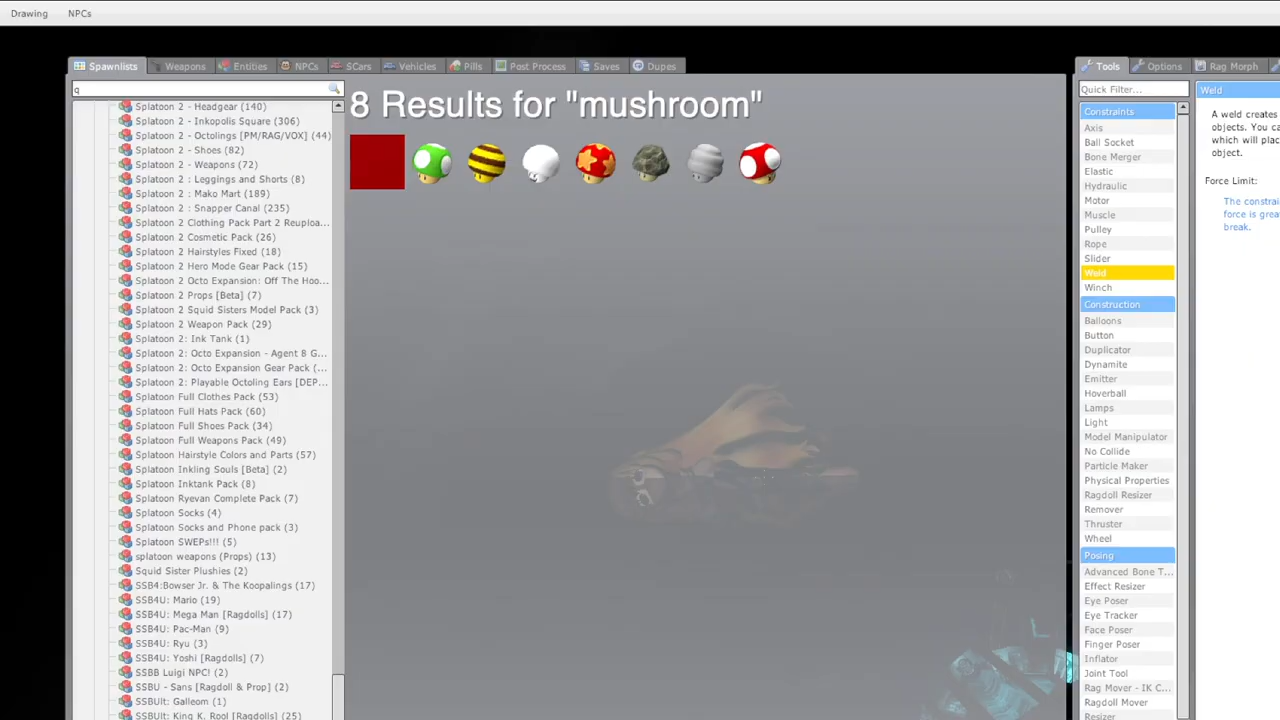 Drawing NPCs
Spawnlists Weapons Entities NPCs SCars Vehicles Pills Post Process Saves Dupes
q
Splatoon 2 - Headgear (140)
Splatoon 2 - Inkopolis Square (306)
Splatoon 2 - Octolings [PM/RAG/VOX] (44)
Splatoon 2 - Shoes (82)
Splatoon 2 - Weapons (72)
Splatoon 2 : Leggings and Shorts (8)
Splatoon 2 : Mako Mart (189)
Splatoon 2 : Snapper Canal (235)
Splatoon 2 Clothing Pack Part 2 Reuploa...
Splatoon 2 Cosmetic Pack (26)
Splatoon 2 Hairstyles Fixed (18)
Splatoon 2 Hero Mode Gear Pack (15)
Splatoon 2 Octo Expansion: Off The Hoo...
Splatoon 2 Props [Beta] (7)
Splatoon 2 Squid Sisters Model Pack (3)
Splatoon 2 Weapon Pack (29)
Splatoon 2: Ink Tank (1)
Splatoon 2: Octo Expansion - Agent 8 G...
Splatoon 2: Octo Expansion Gear Pack (...
Splatoon 2: Playable Octoling Ears [DEP...
Splatoon Full Clothes Pack (53)
Splatoon Full Hats Pack (60)
Splatoon Full Shoes Pack (34)
Splatoon Full Weapons Pack (49)
Splatoon Hairstyle Colors and Parts (57)
Splatoon Inkling Souls [Beta] (2)
Splatoon Inktank Pack (8)
Splatoon Ryevan Complete Pack (7)
Splatoon Socks (4)
Splatoon Socks and Phone pack (3)
Splatoon SWEPs!!! (5)
splatoon weapons (Props) (13)
Squid Sister Plushies (2)
SSB4:Bowser Jr. & The Koopalings (17)
SSB4U: Mario (19)
SSB4U: Mega Man [Ragdolls] (17)
SSB4U: Pac-Man (9)
SSB4U: Ryu (3)
SSB4U: Yoshi [Ragdolls] (7)
SSBB Luigi NPC! (2)
SSBU - Sans [Ragdoll & Prop] (2)
SSBUlt: Galleom (1)
SSBUlt: King K. Rool [Ragdolls] (25)
8 Results for "mushroom"
Tools Options Rag Morph
Quick Filter...
Constraints
Axis
Ball Socket
Bone Merger
Elastic
Hydraulic
Motor
Muscle
Pulley
Rope
Slider
Weld
Winch
Construction
Balloons
Button
Duplicator
Dynamite
Emitter
Hoverball
Lamps
Light
Model Manipulator
No Collide
Particle Maker
Physical Properties
Ragdoll Resizer
Remover
Thruster
Wheel
Posing
Advanced Bone T...
Effect Resizer
Eye Poser
Eye Tracker
Face Poser
Finger Poser
Inflator
Joint Tool
Rag Mover - IK C...
Ragdoll Mover
Resizer
Weld
A weld creates
objects. You ca
which will plac
object.
Force Limit:
The constrai
force is grea
break.